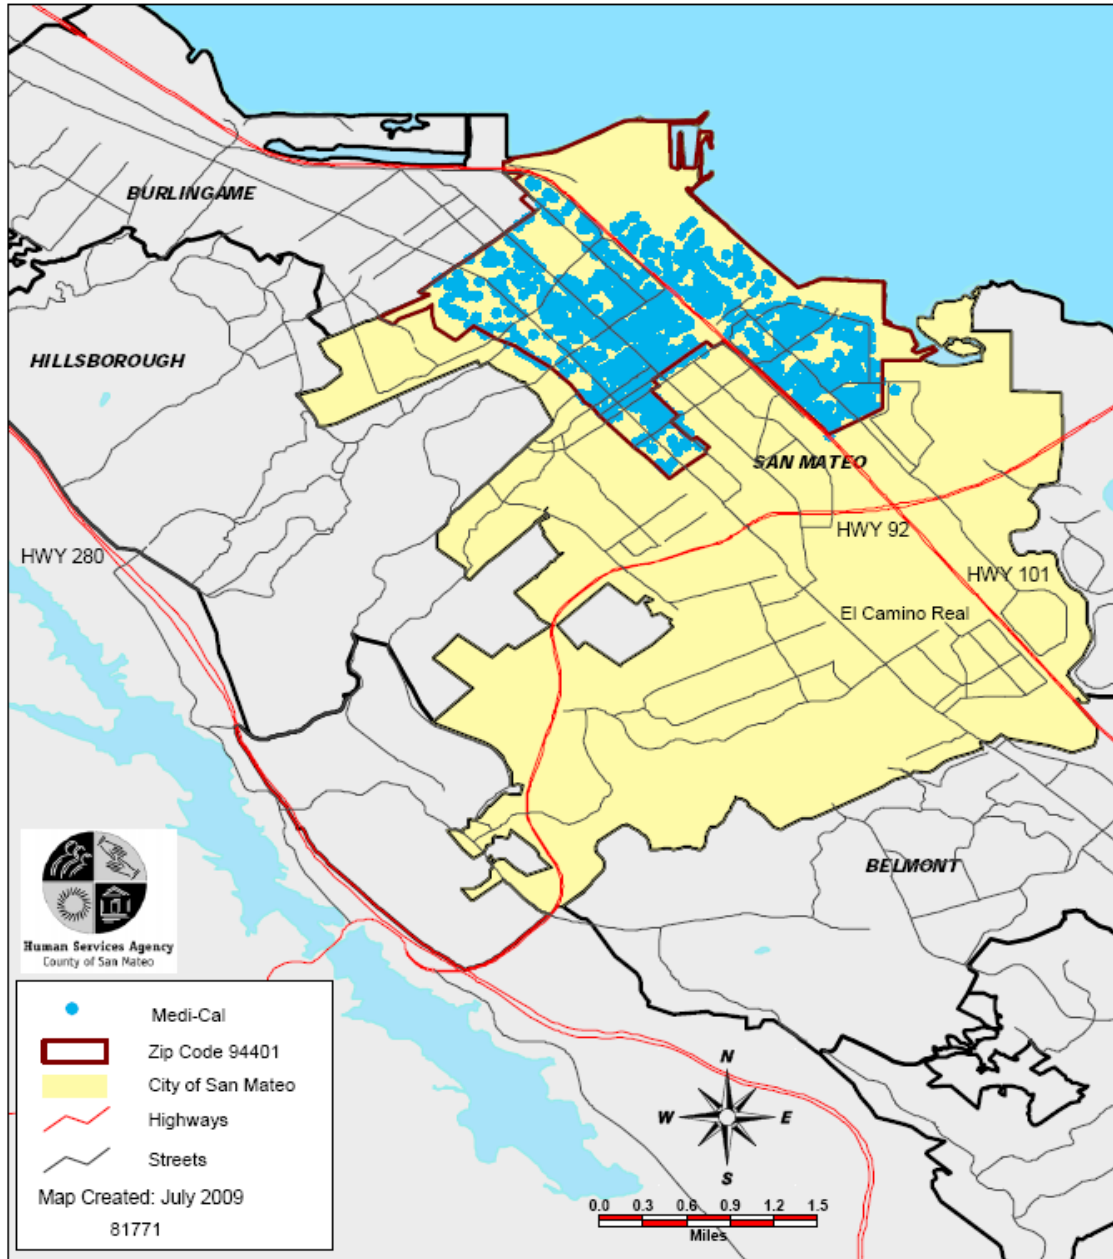 BURLINGAME
HILLSBOROUGH
SAN MATEO
HWY 92
HWY 280
HWY 101
El Camino Real
BELMONT
Human Services Agency
County of San Mateo
Medi-Cal
Zip Code 94401
City of San Mateo
Highways
Streets
Map Created: July 2009
81771
N
W E
S
0.0 0.3 0.6 0.9 1.2 1.5
Miles